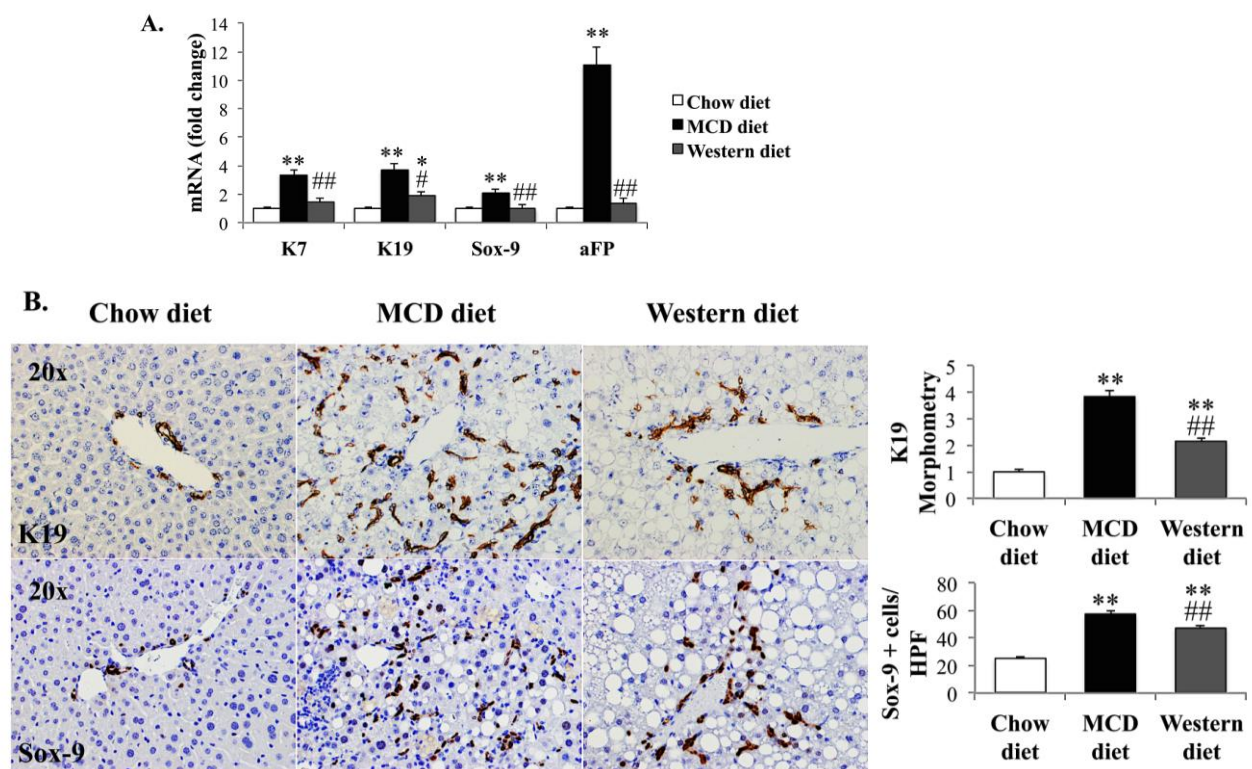 A.
mRNA (fold change)
14
12
10
8
6
4
2
0
**
##
**
*
#
**
##
**
##
K7
K19
Sox-9
aFP
Chow diet
MCD diet
Western diet
B.
Chow diet
MCD diet
Western diet
20x
K19
20x
Sox-9
K19
Morphometry
5
4
3
2
1
0
**
**
##
Chow
diet
MCD
diet
Western
diet
Sox-9 + cells/
HPF
80
60
40
20
0
**
**
##
Chow
diet
MCD
diet
Western
diet